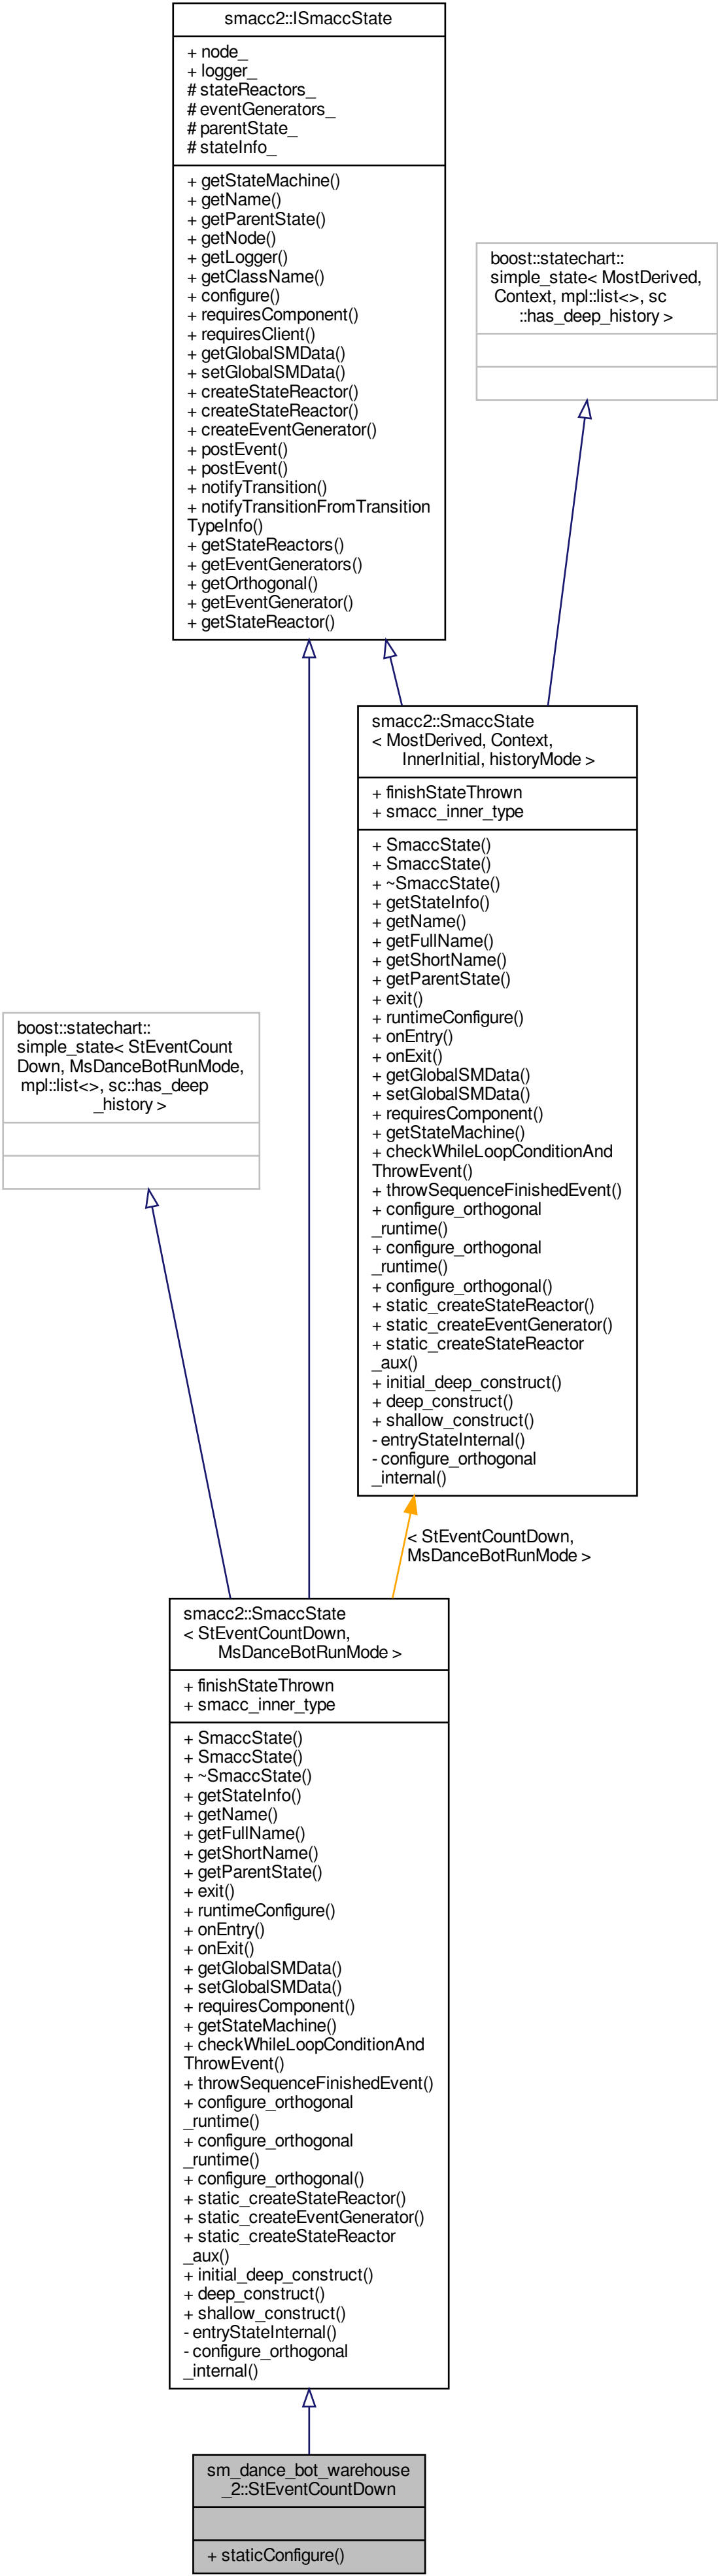 smacc2::ISmaccState
+ node_
+ logger_
# stateReactors_
# eventGenerators_
# parentState_
# stateInfo_
+ getStateMachine()
+ getName()
+ getParentState()
+ getNode()
+ getLogger()
+ getClassName()
+ configure()
+ requiresComponent()
+ requiresClient()
+ getGlobalSMData()
+ setGlobalSMData()
+ createStateReactor()
+ createStateReactor()
+ createEventGenerator()
+ postEvent()
+ postEvent()
+ notifyTransition()
+ notifyTransitionFromTransition
TypeInfo()
+ getStateReactors()
+ getEventGenerators()
+ getOrthogonal()
+ getEventGenerator()
+ getStateReactor()
boost::statechart::
simple_state< MostDerived,
Context, mpl::list<>, sc
::has_deep_history >
smacc2::SmaccState
< MostDerived, Context,
InnerInitial, historyMode >
+ finishStateThrown
+ smacc_inner_type
+ SmaccState()
+ SmaccState()
+ ~SmaccState()
+ getStateInfo()
+ getName()
+ getFullName()
+ getShortName()
+ getParentState()
+ exit()
+ runtimeConfigure()
+ onEntry()
+ onExit()
+ getGlobalSMData()
+ setGlobalSMData()
+ requiresComponent()
+ getStateMachine()
+ checkWhileLoopConditionAnd
ThrowEvent()
+ throwSequenceFinishedEvent()
+ configure_orthogonal
_runtime()
+ configure_orthogonal
_runtime()
+ configure_orthogonal()
+ static_createStateReactor()
+ static_createEventGenerator()
+ static_createStateReactor
_aux()
+ initial_deep_construct()
+ deep_construct()
+ shallow_construct()
- entryStateInternal()
- configure_orthogonal
_internal()
boost::statechart::
simple_state< StEventCount
Down, MsDanceBotRunMode,
mpl::list<>, sc::has_deep
_history >
< StEventCountDown,
MsDanceBotRunMode >
smacc2::SmaccState
< StEventCountDown,
MsDanceBotRunMode >
+ finishStateThrown
+ smacc_inner_type
+ SmaccState()
+ SmaccState()
+ ~SmaccState()
+ getStateInfo()
+ getName()
+ getFullName()
+ getShortName()
+ getParentState()
+ exit()
+ runtimeConfigure()
+ onEntry()
+ onExit()
+ getGlobalSMData()
+ setGlobalSMData()
+ requiresComponent()
+ getStateMachine()
+ checkWhileLoopConditionAnd
ThrowEvent()
+ throwSequenceFinishedEvent()
+ configure_orthogonal
_runtime()
+ configure_orthogonal
_runtime()
+ configure_orthogonal()
+ static_createStateReactor()
+ static_createEventGenerator()
+ static_createStateReactor
_aux()
+ initial_deep_construct()
+ deep_construct()
+ shallow_construct()
- entryStateInternal()
- configure_orthogonal
_internal()
sm_dance_bot_warehouse
_2::StEventCountDown
+ staticConfigure()